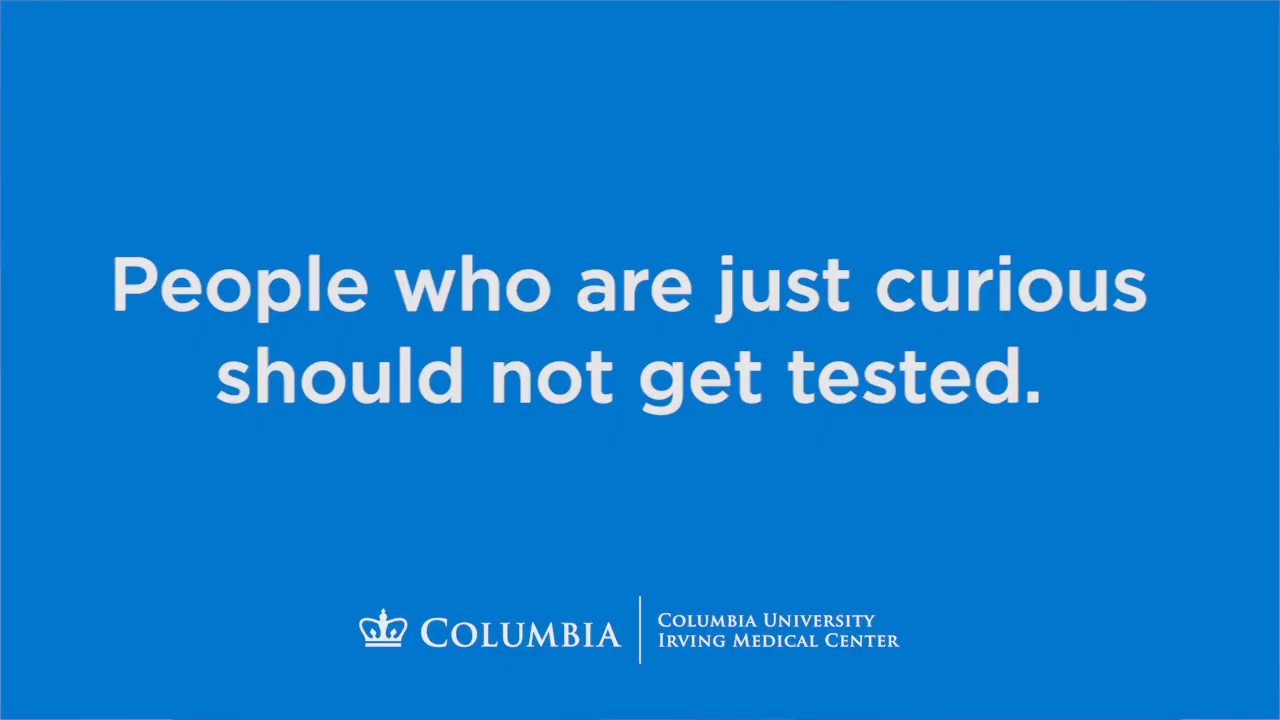 People who are just curious
should not get tested.
COLUMBIA
COLUMBIA UNIVERSITY
IRVING MEDICAL CENTER